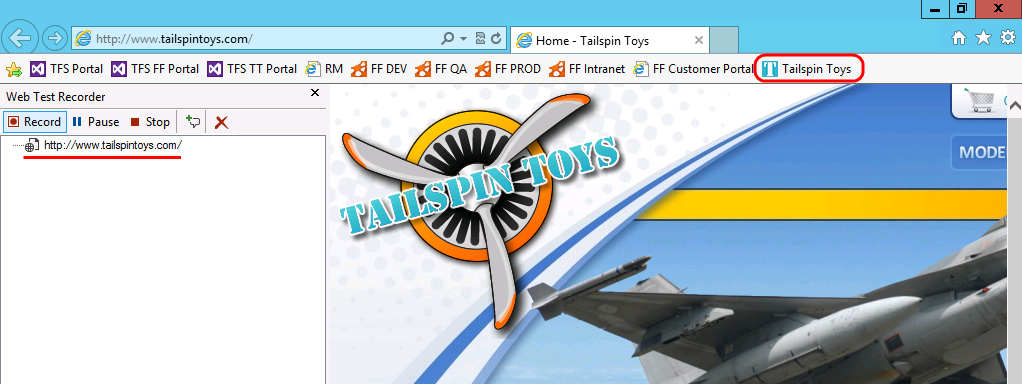 http://www.tailspintoys.com/
Home - Tailspin Toys
TFS Portal TFS FF Portal TFS TT Portal RM FF DEV FF QA FF PROD FF Intranet FF Customer Portal Tailspin Toys
Web Test Recorder
Record Pause Stop
http://www.tailspintoys.com/
TAILSPIN TOYS
MODE